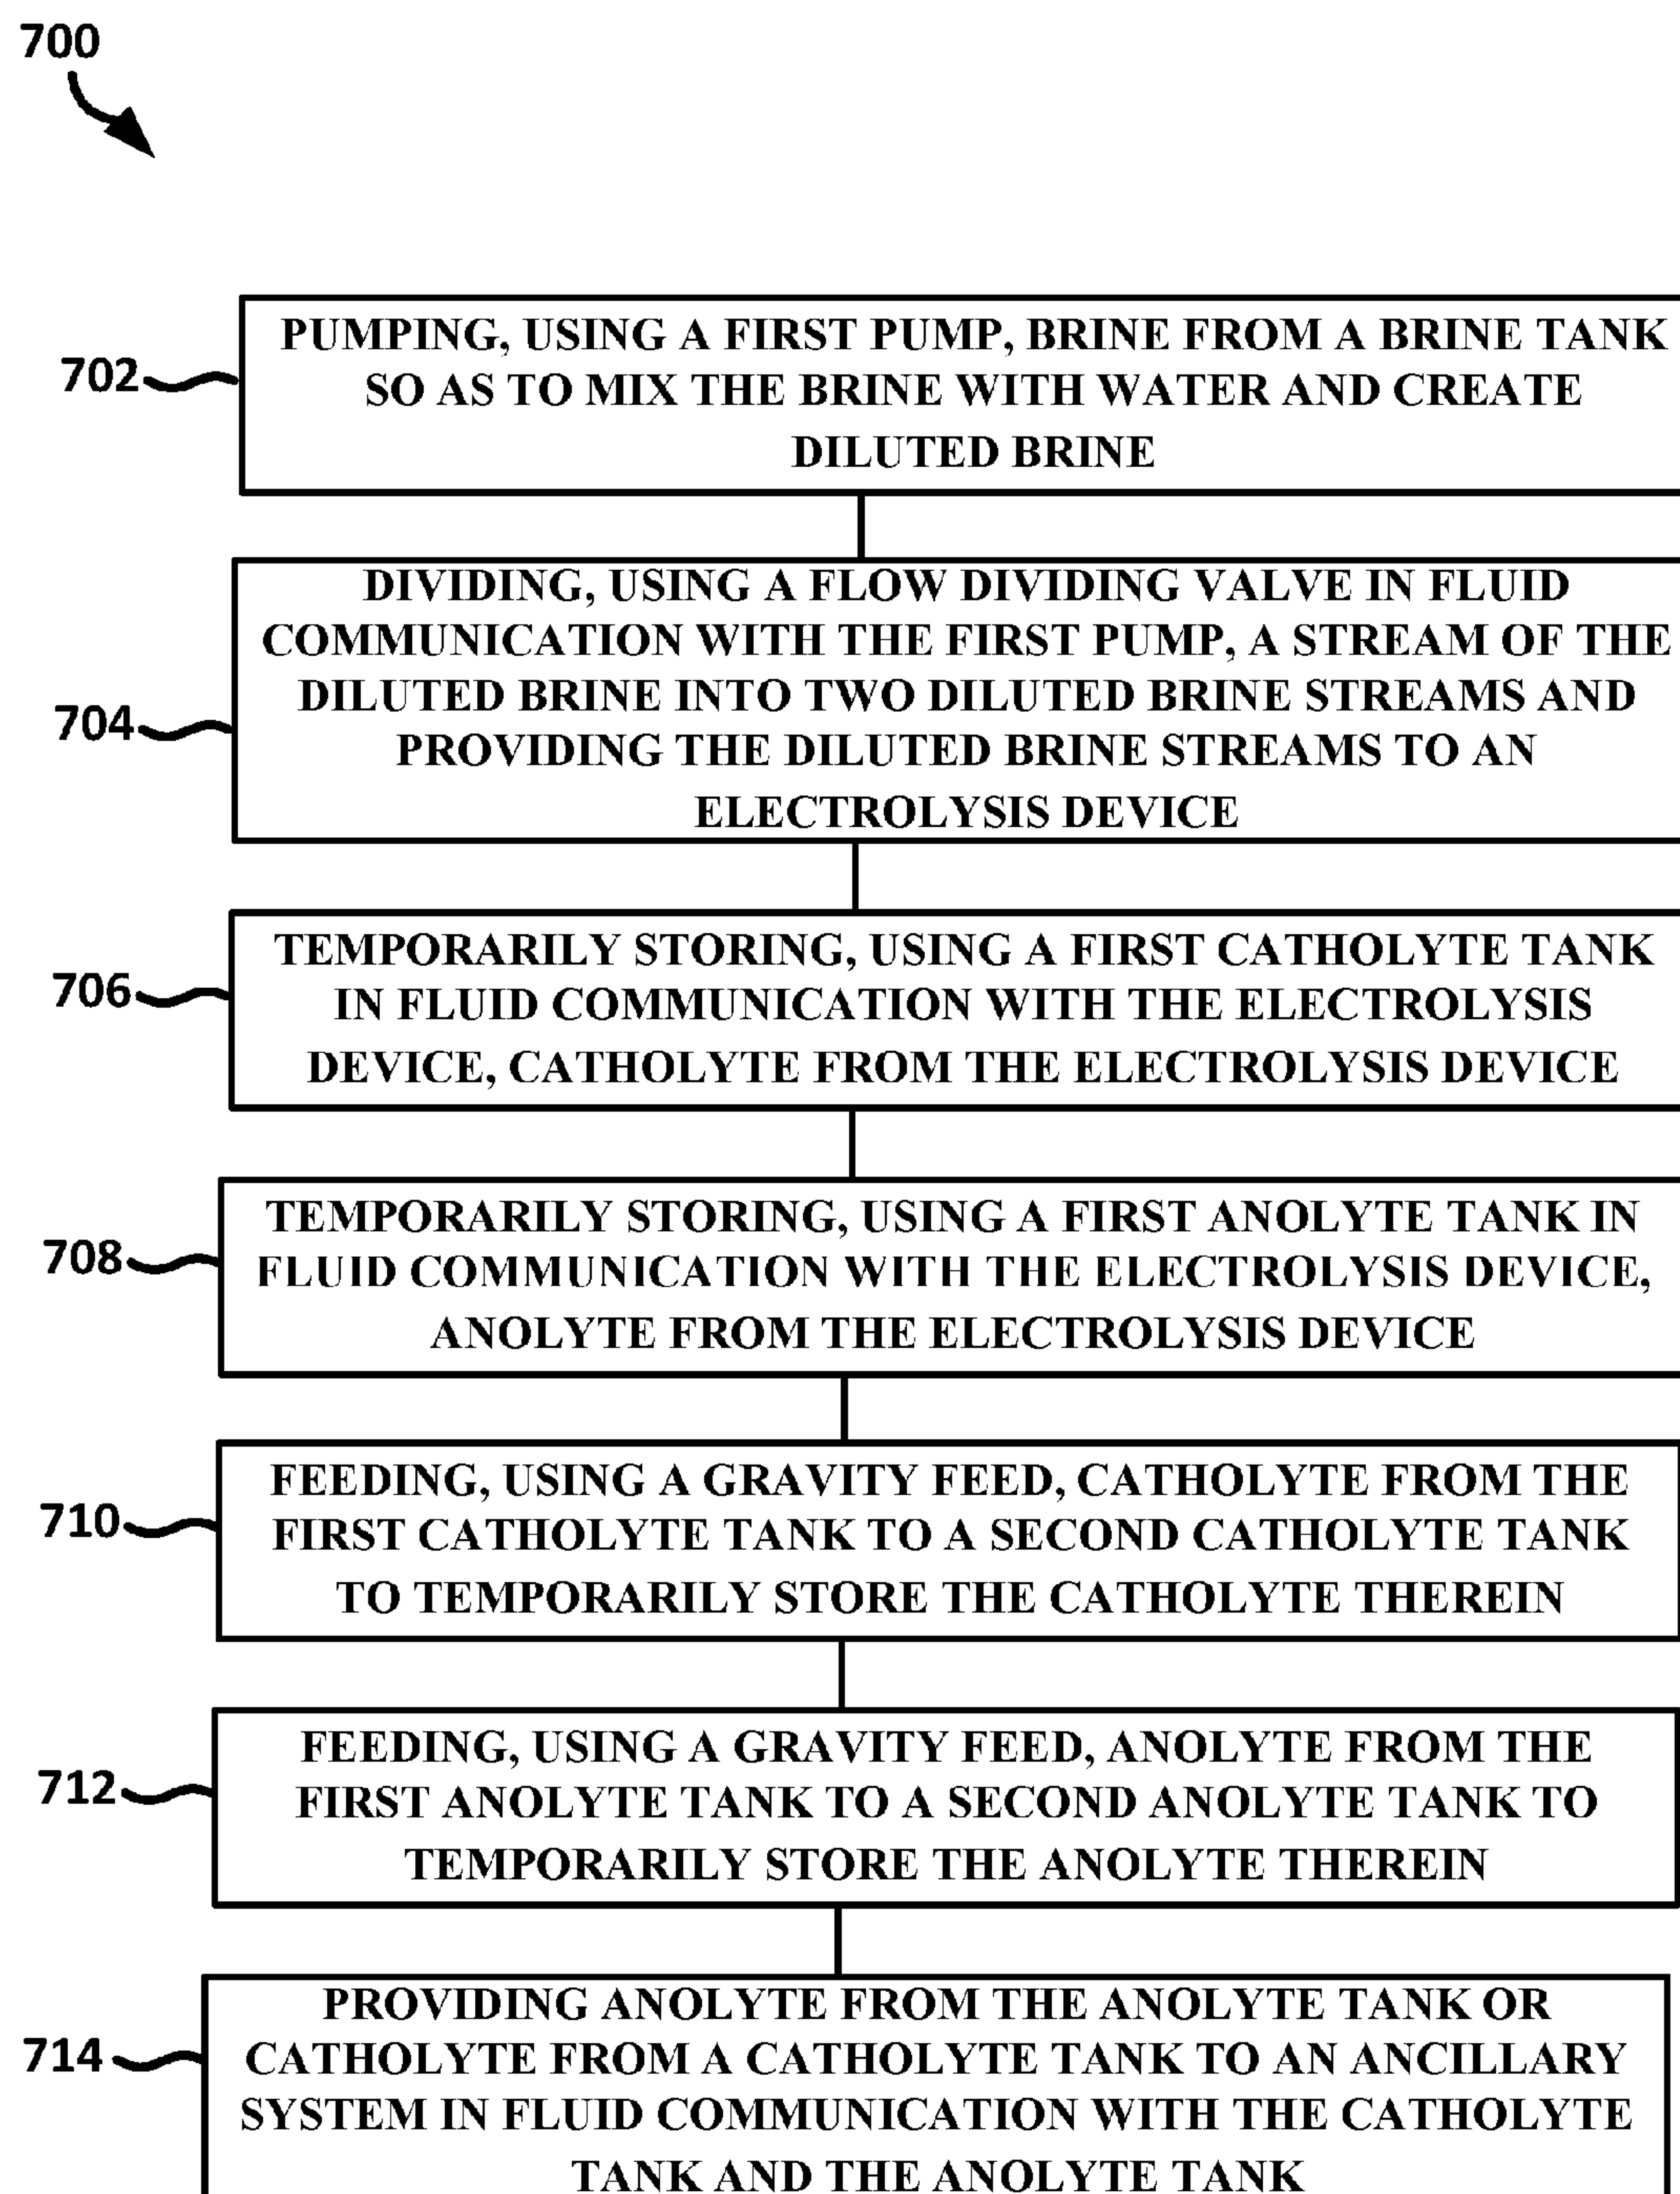 700
702
PUMPING, USING A FIRST PUMP, BRINE FROM A BRINE TANK
SO AS TO MIX THE BRINE WITH WATER AND CREATE
DILUTED BRINE
704
DIVIDING, USING A FLOW DIVIDING VALVE IN FLUID
COMMUNICATION WITH THE FIRST PUMP, A STREAM OF THE
DILUTED BRINE INTO TWO DILUTED BRINE STREAMS AND
PROVIDING THE DILUTED BRINE STREAMS TO AN
ELECTROLYSIS DEVICE
706
TEMPORARILY STORING, USING A FIRST CATHOLYTE TANK
IN FLUID COMMUNICATION WITH THE ELECTROLYSIS
DEVICE, CATHOLYTE FROM THE ELECTROLYSIS DEVICE
708
TEMPORARILY STORING, USING A FIRST ANOLYTE TANK IN
FLUID COMMUNICATION WITH THE ELECTROLYSIS DEVICE,
ANOLYTE FROM THE ELECTROLYSIS DEVICE
710
FEEDING, USING A GRAVITY FEED, CATHOLYTE FROM THE
FIRST CATHOLYTE TANK TO A SECOND CATHOLYTE TANK
TO TEMPORARILY STORE THE CATHOLYTE THEREIN
712
FEEDING, USING A GRAVITY FEED, ANOLYTE FROM THE
FIRST ANOLYTE TANK TO A SECOND ANOLYTE TANK TO
TEMPORARILY STORE THE ANOLYTE THEREIN
714
PROVIDING ANOLYTE FROM THE ANOLYTE TANK OR
CATHOLYTE FROM A CATHOLYTE TANK TO AN ANCILLARY
SYSTEM IN FLUID COMMUNICATION WITH THE CATHOLYTE
TANK AND THE ANOLYTE TANK